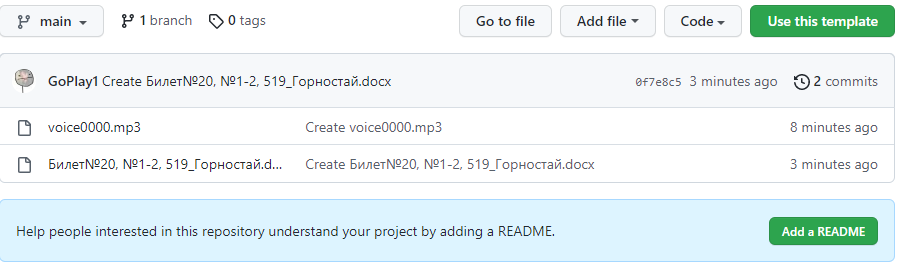 main 1 branch 0 tags Go to file Add file Code Use this template
GoPlay1 Create Билет№20, №1-2, 519_Горностай.docx 0f7e8c5 3 minutes ago 2 commits
voice0000.mp3 Create voice0000.mp3 8 minutes ago
Билет№20, №1-2, 519_Горностай.d... Create Билет№20, №1-2, 519_Горностай.docx 3 minutes ago
Help people interested in this repository understand your project by adding a README. Add a README